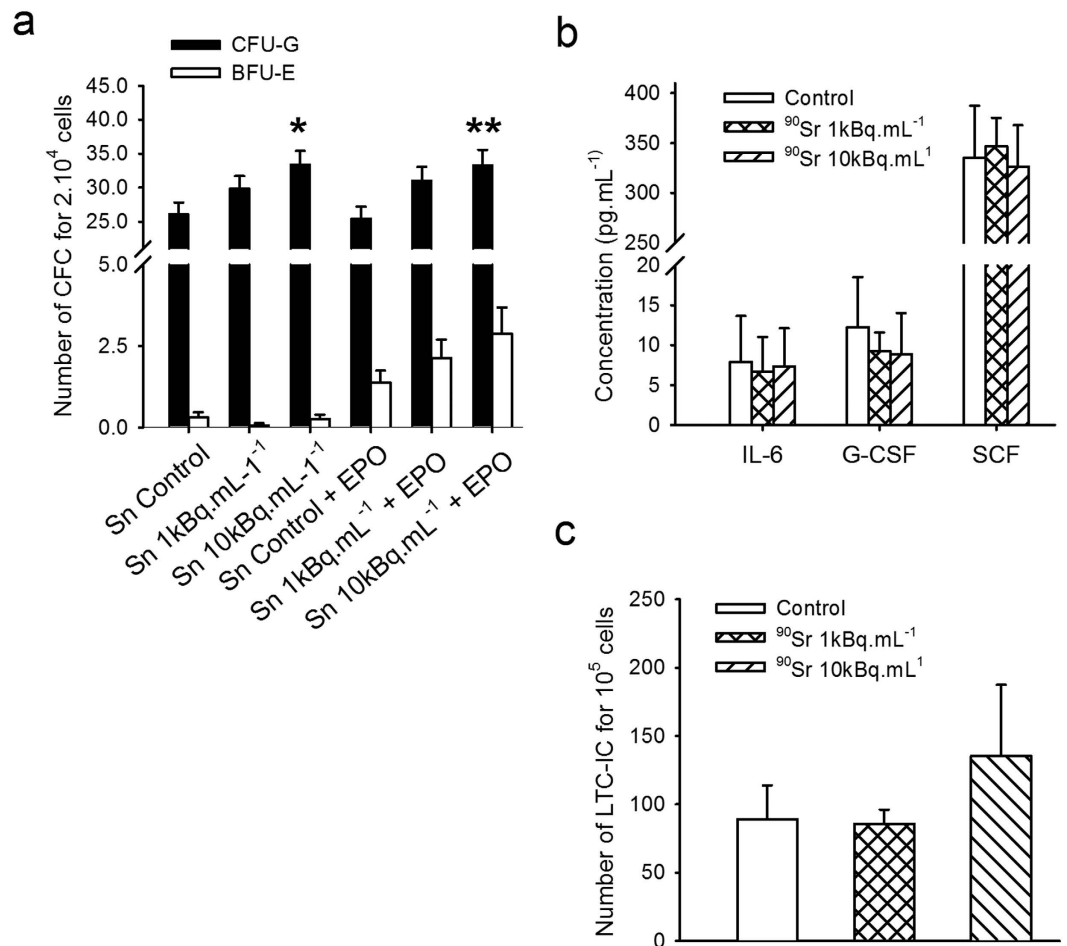 a
CFU-G
BFU-E
Number of CFC for 2.10⁴ cells
45.0
40.0
35.0
30.0
25.0
5.0
2.5
0.0
*
**
Sn Control
Sn 1kBq.mL-1⁻¹
Sn 10kBq.mL-1⁻¹
Sn Control + EPO
Sn 1kBq.mL⁻¹ + EPO
Sn 10kBq.mL⁻¹ + EPO
b
Control
⁹⁰Sr 1kBq.mL⁻¹
⁹⁰Sr 10kBq.mL¹
Concentration (pg.mL⁻¹)
400
350
300
250
20
15
10
5
0
IL-6
G-CSF
SCF
c
Control
⁹⁰Sr 1kBq.mL⁻¹
⁹⁰Sr 10kBq.mL¹
Number of LTC-IC for 10⁵ cells
250
200
150
100
50
0